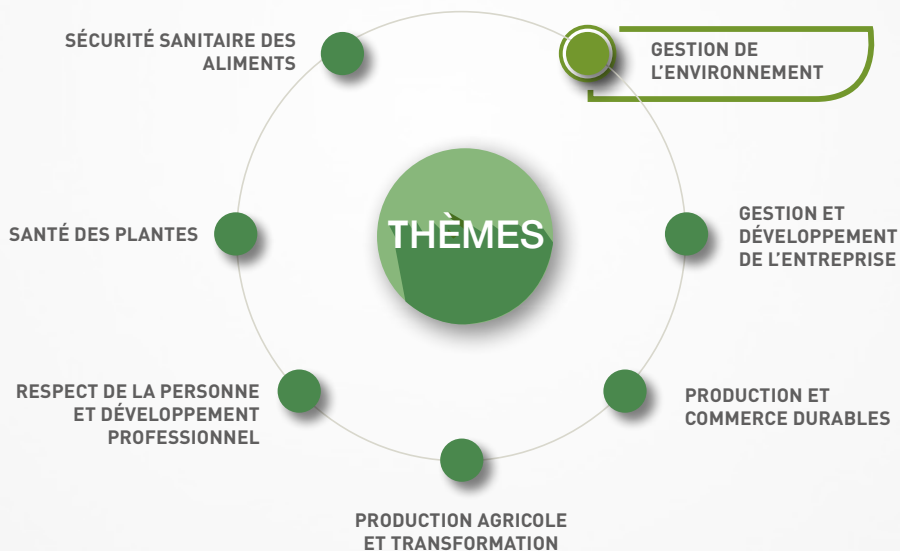 SÉCURITÉ SANITAIRE DES
ALIMENTS
GESTION DE
L'ENVIRONNEMENT
SANTÉ DES PLANTES
THÈMES
GESTION ET
DÉVELOPPEMENT
DE L'ENTREPRISE
RESPECT DE LA PERSONNE
ET DÉVELOPPEMENT
PROFESSIONNEL
PRODUCTION ET
COMMERCE DURABLES
PRODUCTION AGRICOLE
ET TRANSFORMATION